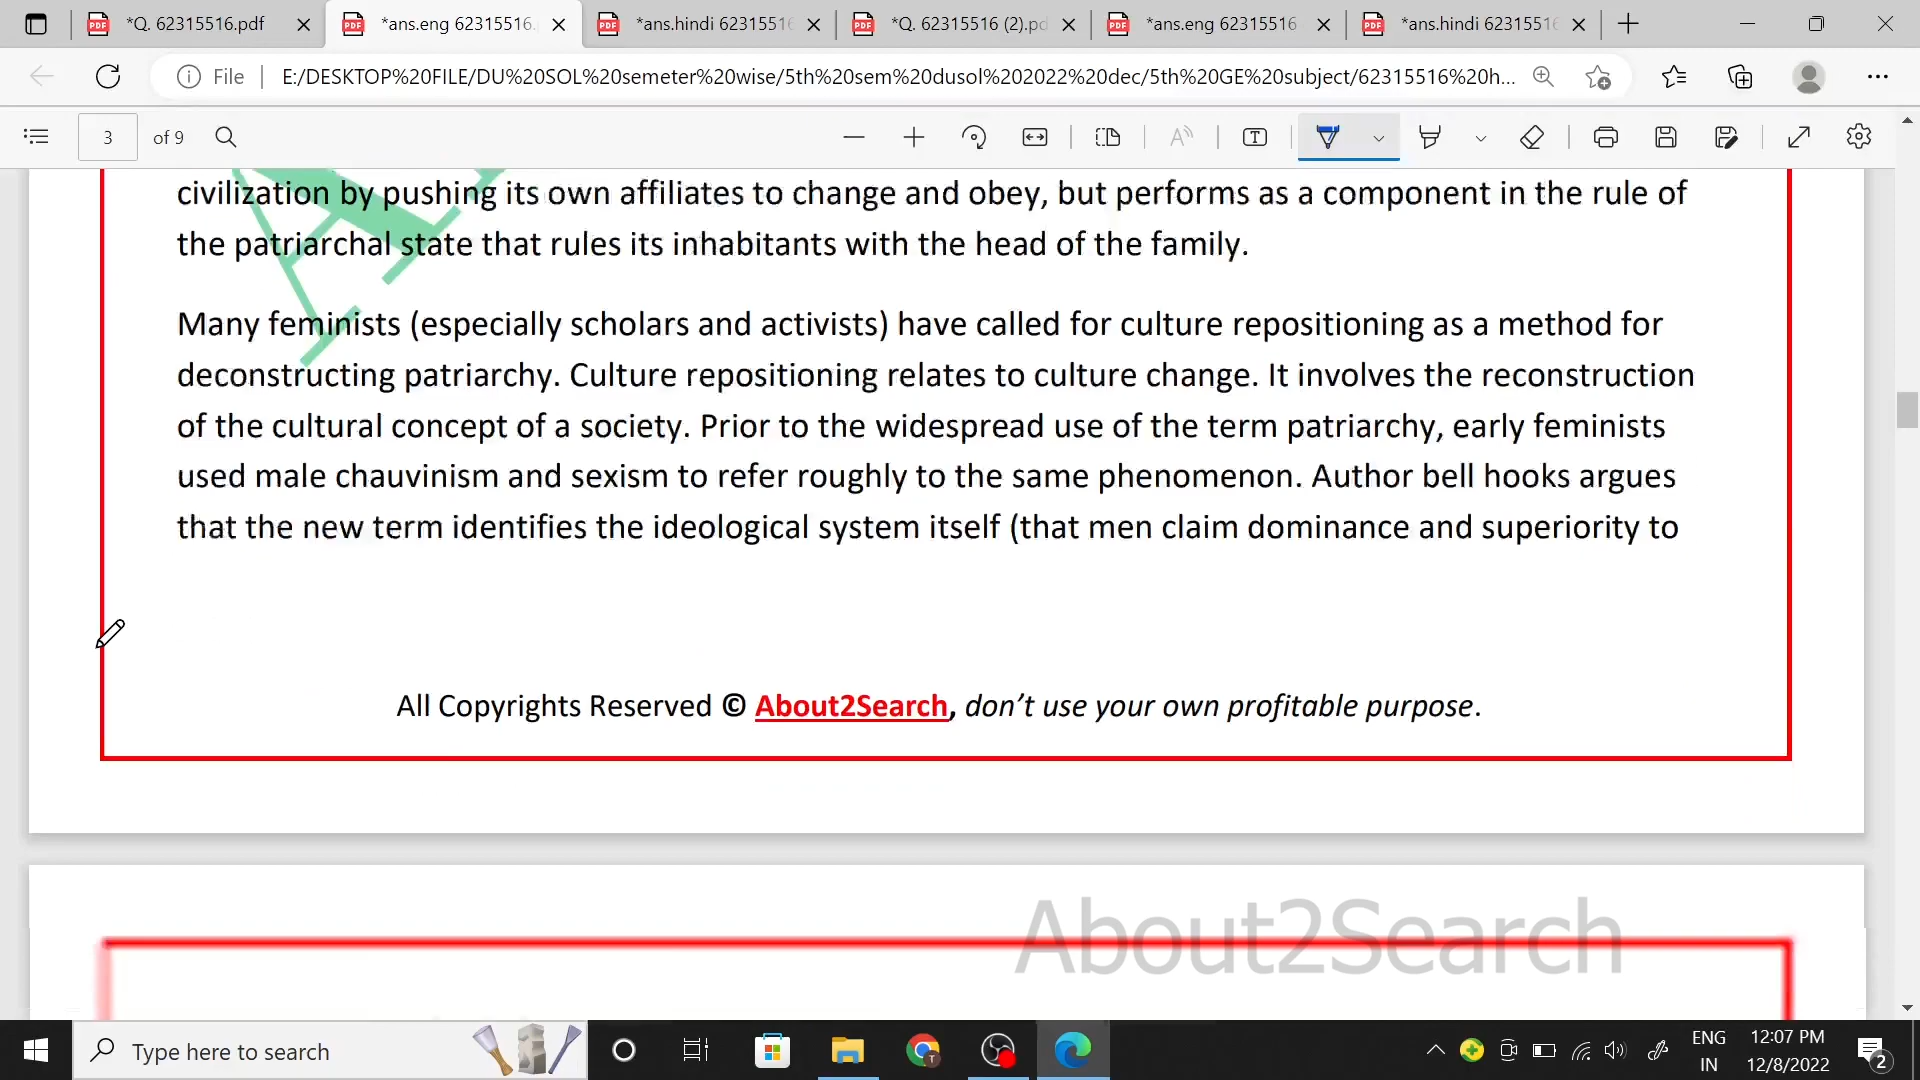 *Q. 62315516.pdf
*ans.eng 62315516.
*ans.hindi 62315516
*Q. 62315516 (2).pd
*ans.eng 62315516
*ans.hindi 62315516
File
E:/DESKTOP%20FILE/DU%20SOL%20semeter%20wise/5th%20sem%20dusol%202022%20dec/5th%20GE%20subject/62315516%20h...
3 of 9
civilization by pushing its own affiliates to change and obey, but performs as a component in the rule of
the patriarchal state that rules its inhabitants with the head of the family.
Many feminists (especially scholars and activists) have called for culture repositioning as a method for
deconstructing patriarchy. Culture repositioning relates to culture change. It involves the reconstruction
of the cultural concept of a society. Prior to the widespread use of the term patriarchy, early feminists
used male chauvinism and sexism to refer roughly to the same phenomenon. Author bell hooks argues
that the new term identifies the ideological system itself (that men claim dominance and superiority to
All Copyrights Reserved © About2Search, don't use your own profitable purpose.
About2Search
Type here to search
ENG
IN
12:07 PM
12/8/2022
2